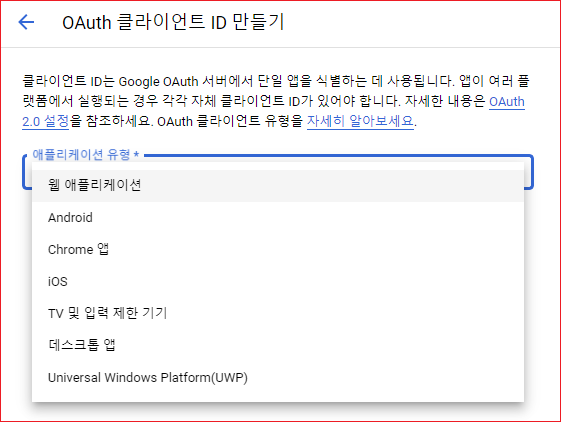 OAuth 클라이언트 ID 만들기
클라이언트 ID는 Google OAuth 서버에서 단일 앱을 식별하는 데 사용됩니다. 앱이 여러 플
랫폼에서 실행되는 경우 각각 자체 클라이언트 ID가 있어야 합니다. 자세한 내용은 OAuth
2.0 설정을 참조하세요. OAuth 클라이언트 유형을 자세히 알아보세요.
애플리케이션 유형 *
웹 애플리케이션
Android
Chrome 앱
iOS
TV 및 입력 제한 기기
데스크톱 앱
Universal Windows Platform(UWP)